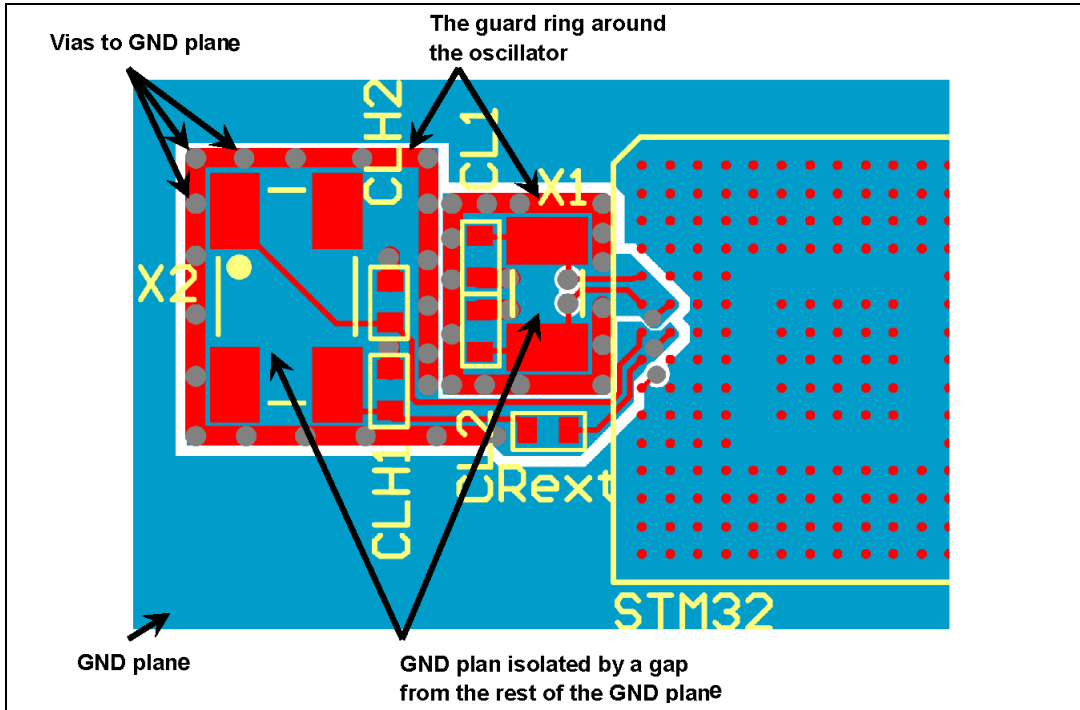 The guard ring around
the oscillator
Vias to GND plane
CLH2
CL1
X1
X2
CLH1
CL2
Rext
STM32
GND plane
GND plan isolated by a gap
from the rest of the GND plane